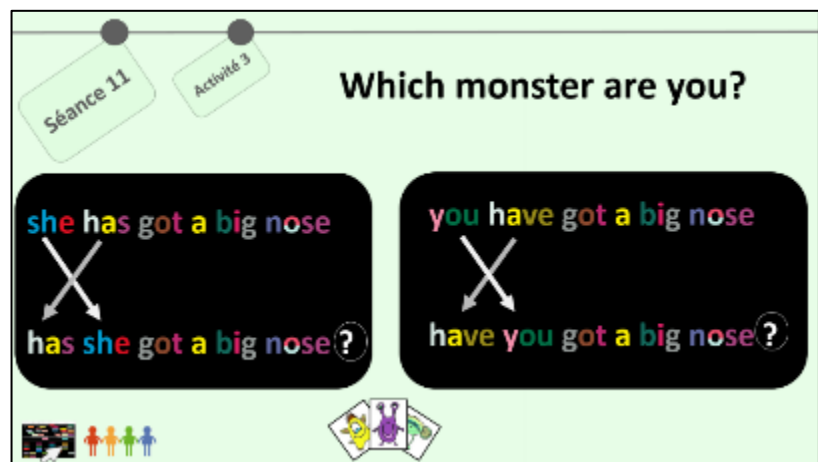 Séance 11
Activité 3
Which monster are you?
she has got a big nose
has she got a big nose ?
you have got a big nose
have you got a big nose ?